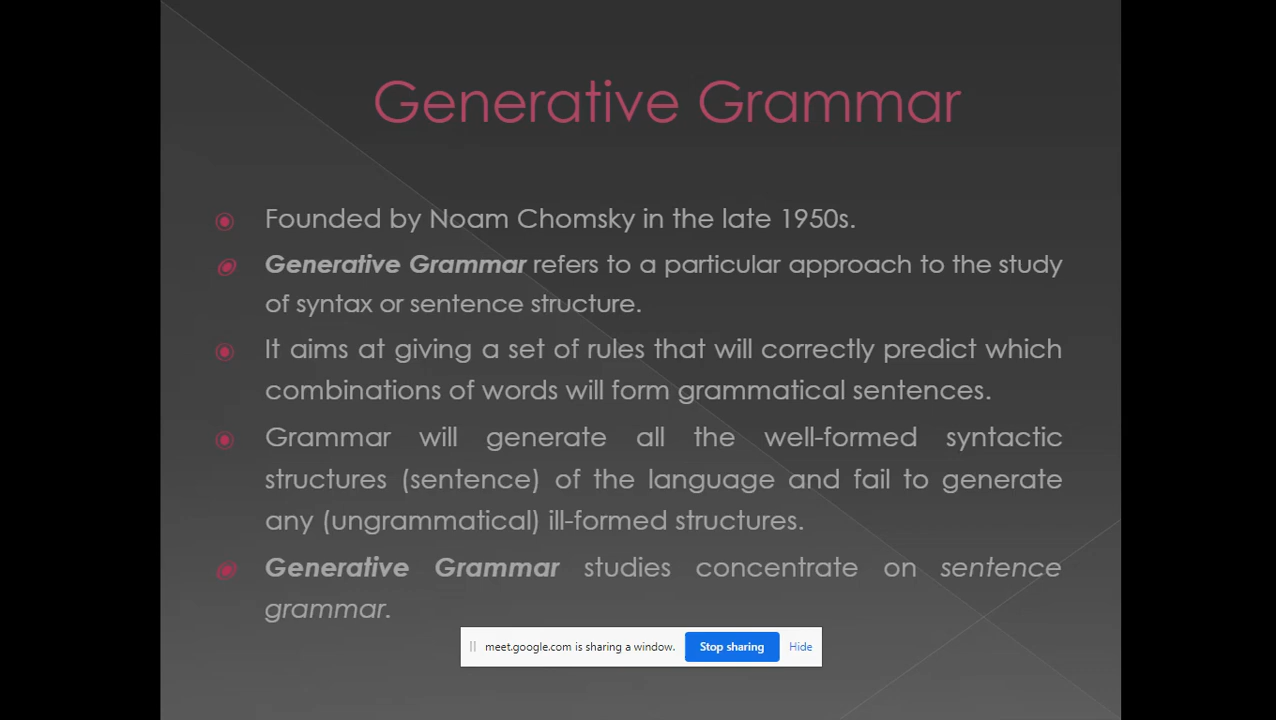 Generative Grammar
Founded by Noam Chomsky in the late 1950s.
Generative Grammar refers to a particular approach to the study
of syntax or sentence structure.
It aims at giving a set of rules that will correctly predict which
combinations of words will form grammatical sentences.
Grammar will generate all the well-formed syntactic
structures (sentence) of the language and fail to generate
any (ungrammatical) ill-formed structures.
Generative Grammar studies concentrate on sentence
grammar.
meet.google.com is sharing a window. Stop sharing Hide